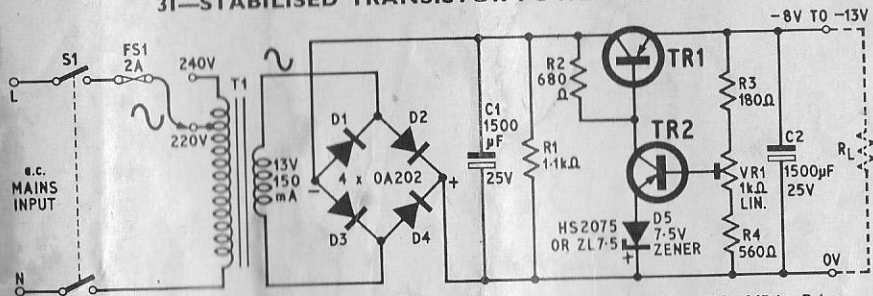 31—STABILISED TRANSISTOR
-8V TO -13V
S1
FS1
2A
240V
T1
220V
L
a.c.
MAINS
INPUT
N
13V
150
mA
D1
D2
4 x OA202
D3
D4
−
+
C1
1500
μF
25V
R1
1·1kΩ
R2
680
Ω
TR1
TR2
HS2075
OR ZL7·5
D5
7·5V
ZENER
+
R3
180Ω
VR1
1kΩ
LIN.
R4
560Ω
C2
1500μF
25V
RL
0V